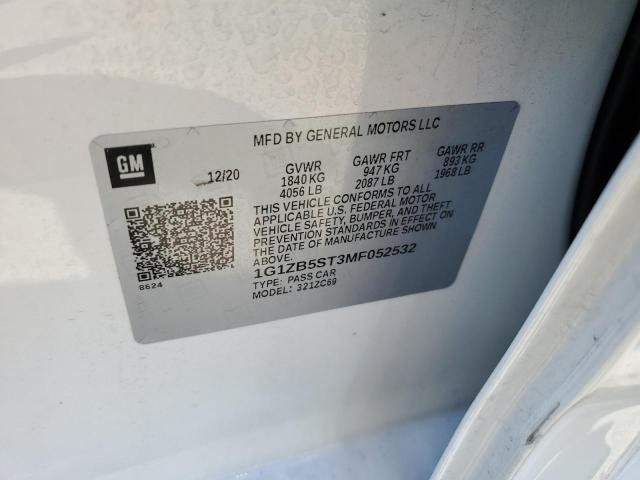 MFD BY GENERAL MOTORS LLC
GM
12/20 GVWR GAWR FRT GAWR RR
1840 KG 947 KG 893 KG
4056 LB 2087 LB 1968 LB
THIS VEHICLE CONFORMS TO ALL
APPLICABLE U.S. FEDERAL MOTOR
VEHICLE SAFETY, BUMPER, AND THEFT
PREVENTION STANDARDS IN EFFECT ON
THE DATE OF MANUFACTURE SHOWN
ABOVE.
1G1ZB5ST3MF052532
TYPE: PASS CAR
MODEL: 321ZC69
8624